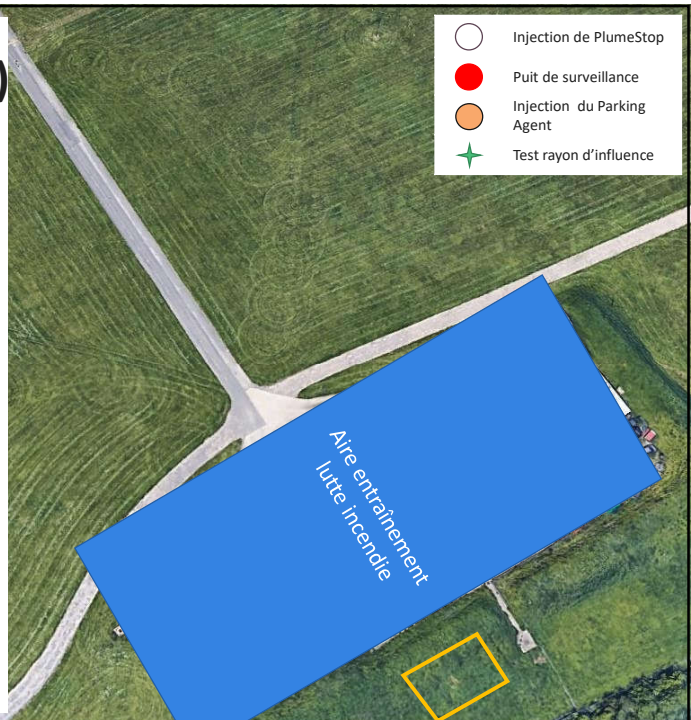 )
Injection de PlumeStop
Puit de surveillance
Injection du Parking
Agent
Test rayon d'influence
Aire entraînement
lutte incendie